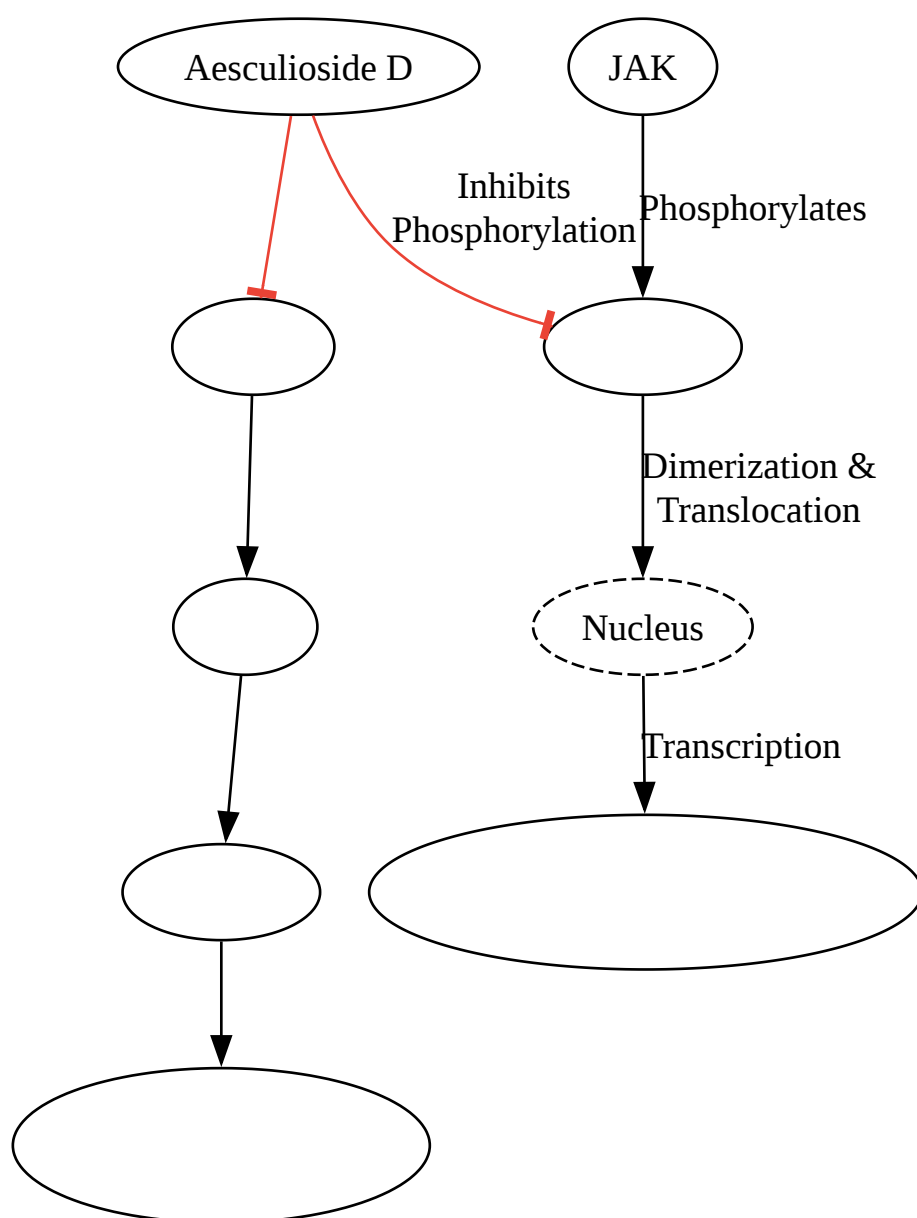 Aesculioside D
JAK
Inhibits
Phosphorylation
Phosphorylates
Dimerization &
Translocation
Nucleus
Transcription